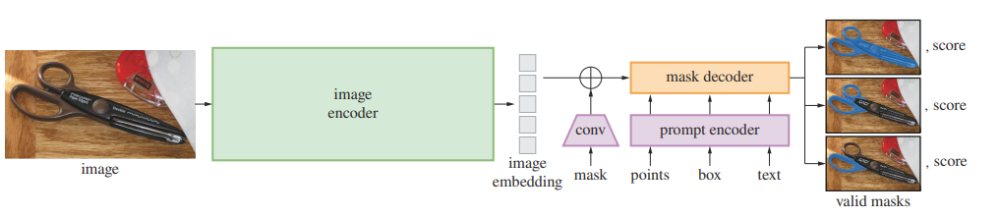 image
image
encoder
image
embedding
conv
mask
mask decoder
prompt encoder
points
box
text
, score
, score
, score
valid masks